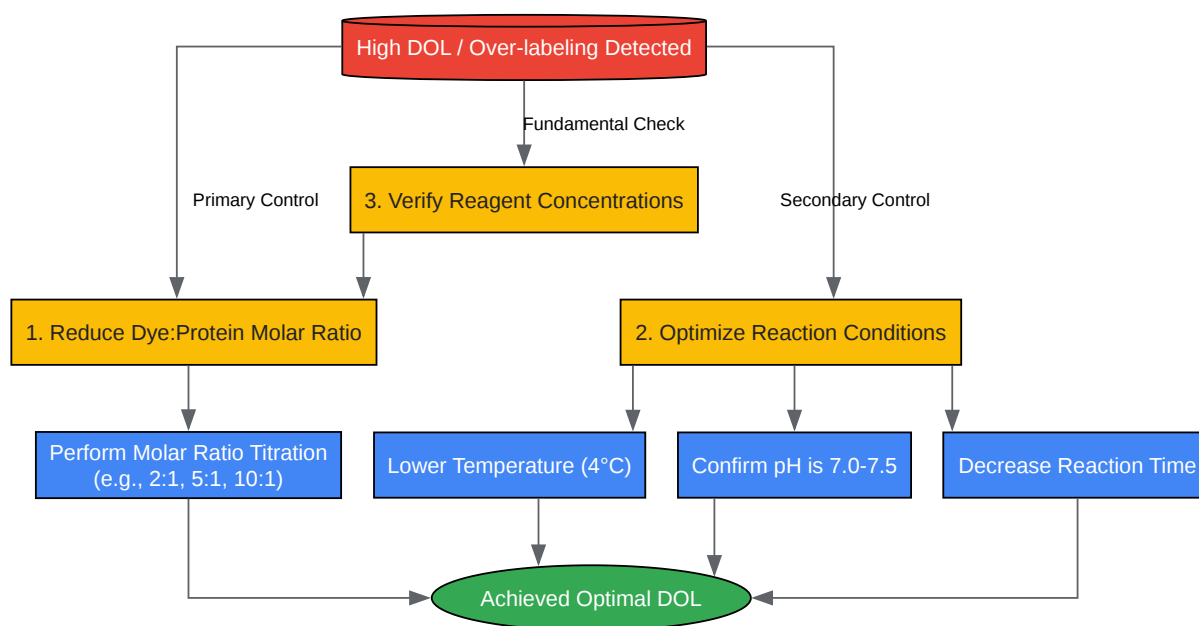 High DOL / Over-labeling Detected
Fundamental Check
Primary Control
3. Verify Reagent Concentrations
Secondary Control
1. Reduce Dye:Protein Molar Ratio
2. Optimize Reaction Conditions
Perform Molar Ratio Titration
(e.g., 2:1, 5:1, 10:1)
Lower Temperature (4°C)
Confirm pH is 7.0-7.5
Decrease Reaction Time
Achieved Optimal DOL